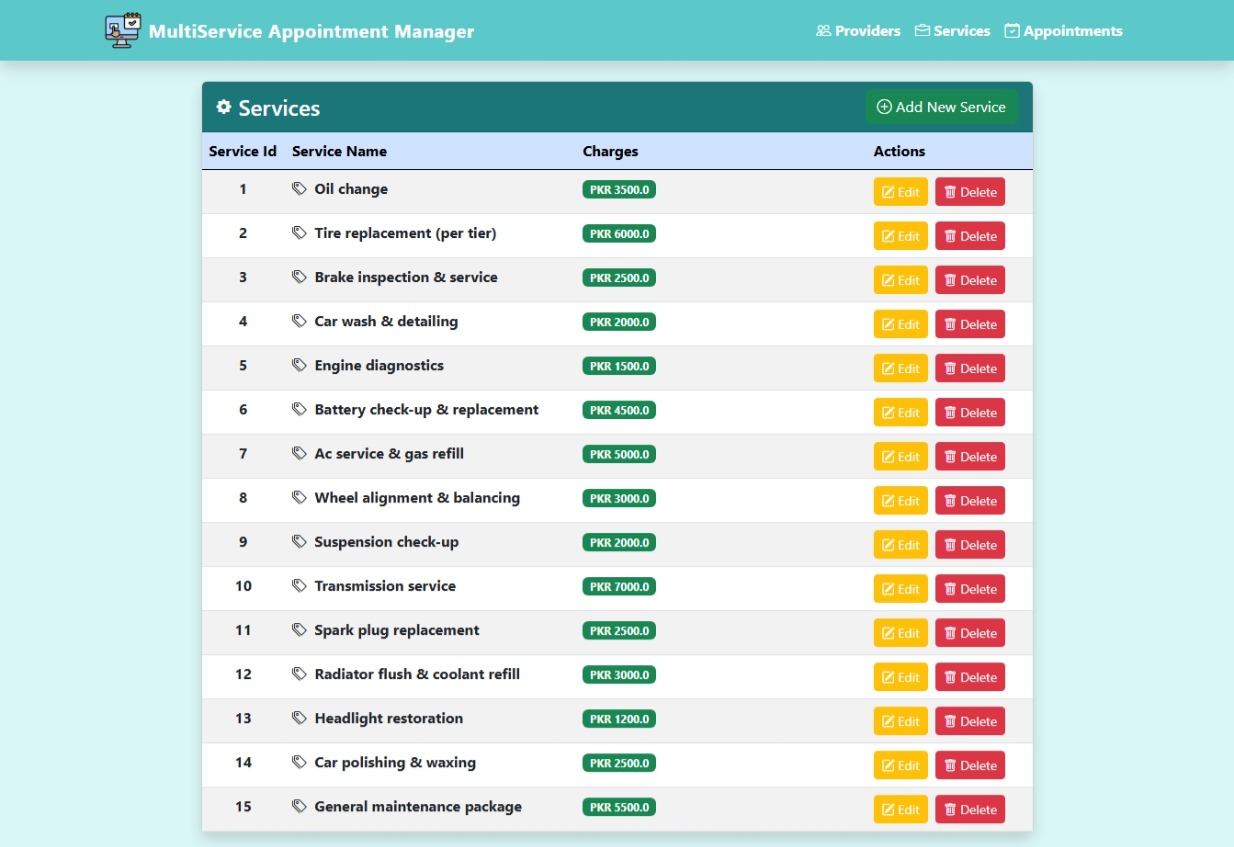 MultiService Appointment Manager Providers Services Appointments
Services Add New Service
Service Id Service Name Charges Actions
1 Oil change PKR 3500.0 Edit Delete
2 Tire replacement (per tier) PKR 6000.0 Edit Delete
3 Brake inspection & service PKR 2500.0 Edit Delete
4 Car wash & detailing PKR 2000.0 Edit Delete
5 Engine diagnostics PKR 1500.0 Edit Delete
6 Battery check-up & replacement PKR 4500.0 Edit Delete
7 Ac service & gas refill PKR 5000.0 Edit Delete
8 Wheel alignment & balancing PKR 3000.0 Edit Delete
9 Suspension check-up PKR 2000.0 Edit Delete
10 Transmission service PKR 7000.0 Edit Delete
11 Spark plug replacement PKR 2500.0 Edit Delete
12 Radiator flush & coolant refill PKR 3000.0 Edit Delete
13 Headlight restoration PKR 1200.0 Edit Delete
14 Car polishing & waxing PKR 2500.0 Edit Delete
15 General maintenance package PKR 5500.0 Edit Delete